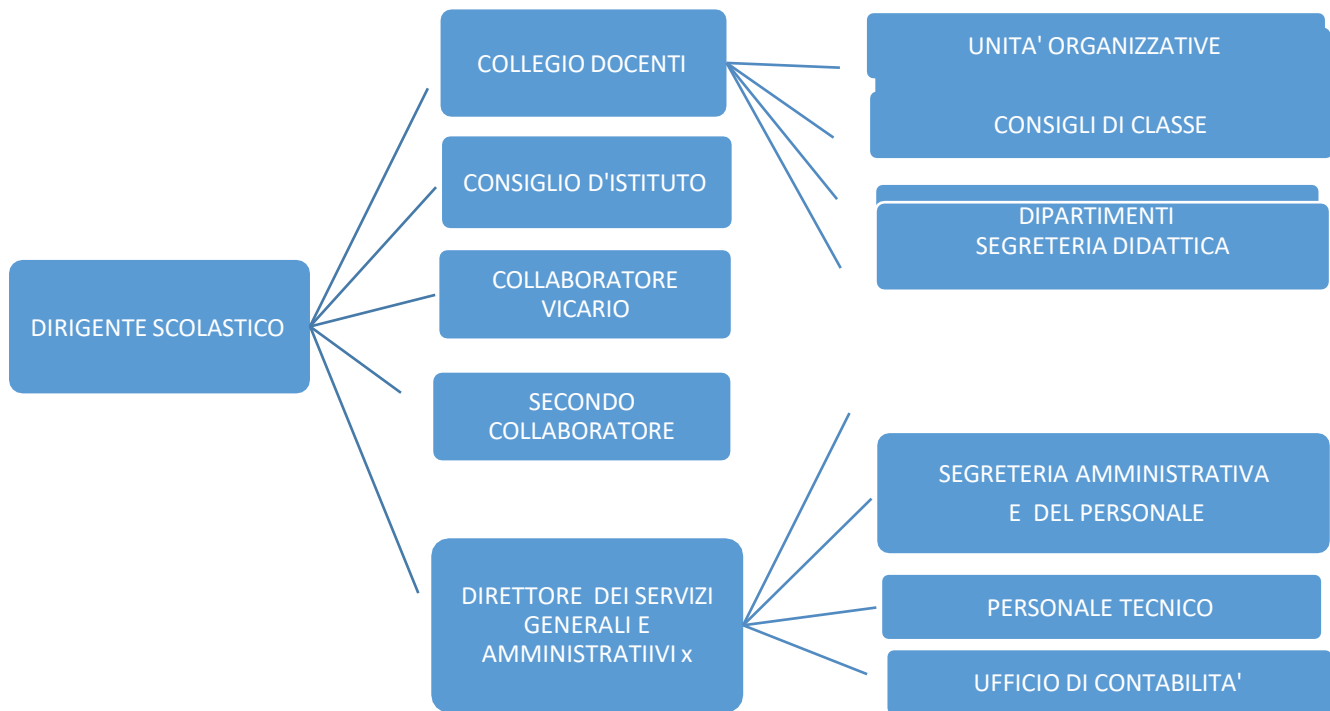 DIRIGENTE SCOLASTICO
COLLEGIO DOCENTI
CONSIGLIO D'ISTITUTO
COLLABORATORE
VICARIO
SECONDO
COLLABORATORE
DIRETTORE DEI SERVIZI
GENERALI E
AMMINISTRATIIVI x
UNITA' ORGANIZZATIVE
CONSIGLI DI CLASSE
DIPARTIMENTI
SEGRETERIA DIDATTICA
SEGRETERIA AMMINISTRATIVA
E DEL PERSONALE
PERSONALE TECNICO
UFFICIO DI CONTABILITA'